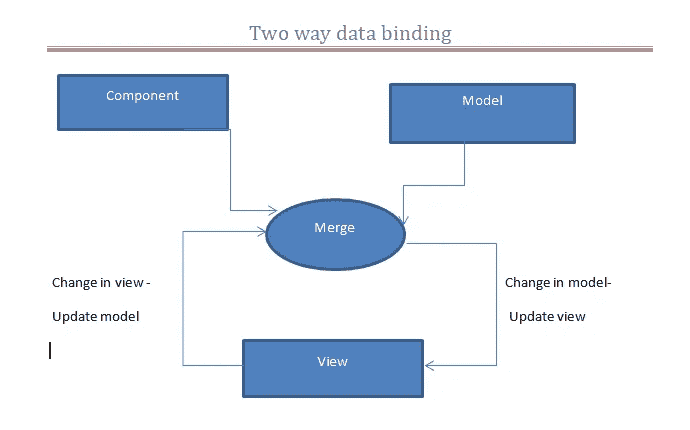 Two way data binding
Component
Model
Merge
Change in view -
Update model
Change in model-
Update view
View